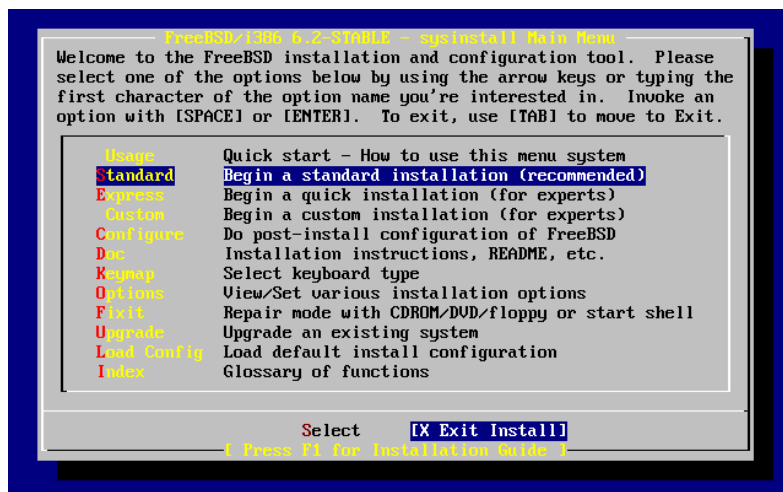 FreeBSD/i386 6.2-STABLE - sysinstall Main Menu
Welcome to the FreeBSD installation and configuration tool.  Please
select one of the options below by using the arrow keys or typing the
first character of the option name you're interested in.  Invoke an
option with [SPACE] or [ENTER].  To exit, use [TAB] to move to Exit.
Usage Quick start - How to use this menu system
Standard Begin a standard installation (recommended)
Express Begin a quick installation (for experts)
Custom Begin a custom installation (for experts)
Configure Do post-install configuration of FreeBSD
Doc Installation instructions, README, etc.
Keymap Select keyboard type
Options View/Set various installation options
Fixit Repair mode with CDROM/DVD/floppy or start shell
Upgrade Upgrade an existing system
Load Config Load default install configuration
Index Glossary of functions
Select [X Exit Install]
[ Press F1 for Installation Guide ]